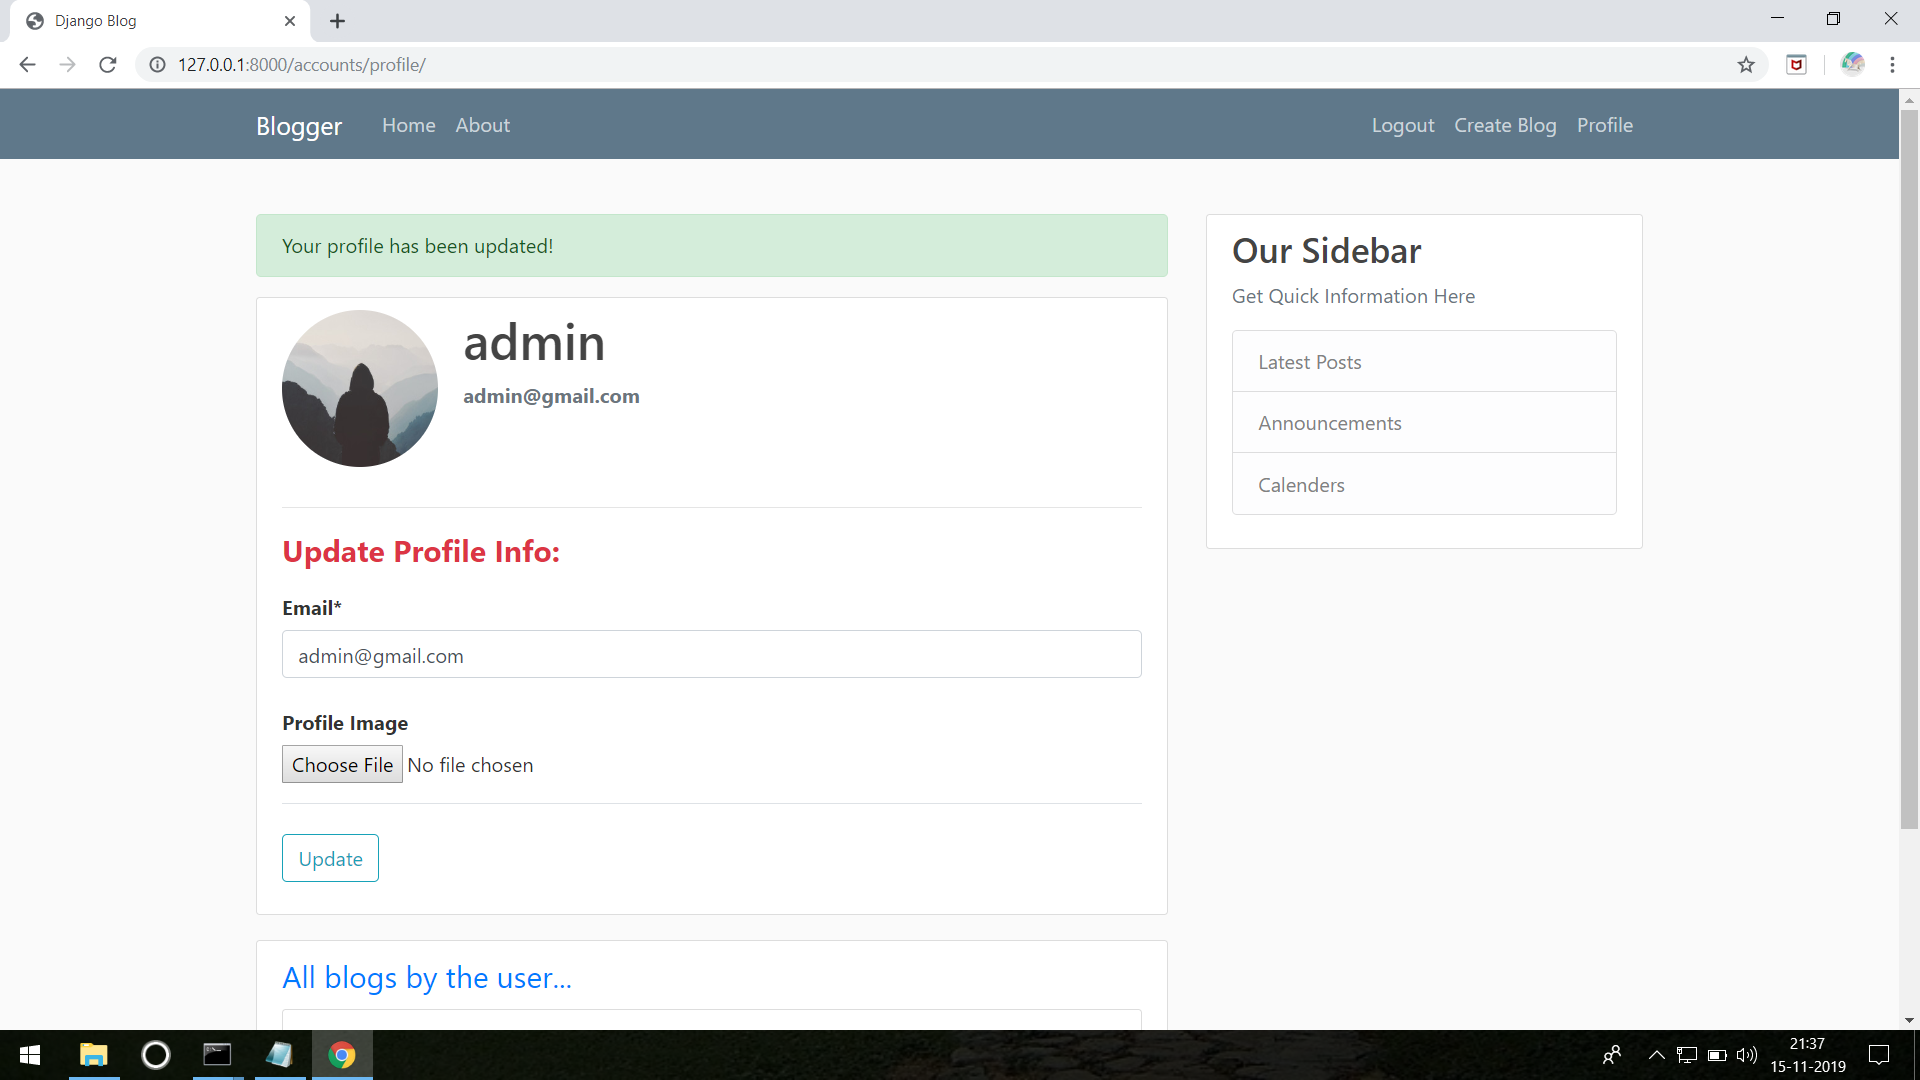 Django Blog
127.0.0.1:8000/accounts/profile/
Blogger Home About Logout Create Blog Profile
Your profile has been updated!
admin
admin@gmail.com
Update Profile Info:
Email*
admin@gmail.com
Profile Image
Choose File No file chosen
Update
All blogs by the user...
Our Sidebar
Get Quick Information Here
Latest Posts
Announcements
Calenders
21:37
15-11-2019